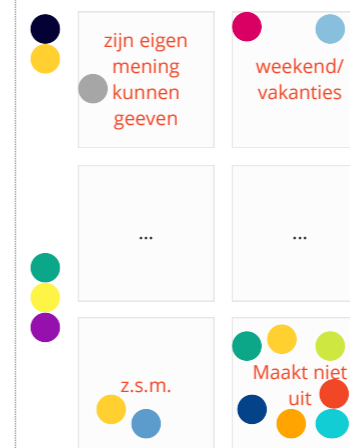 zijn eigen
mening
kunnen
geeven
weekend/
vakanties
...
...
z.s.m.
Maakt niet
uit